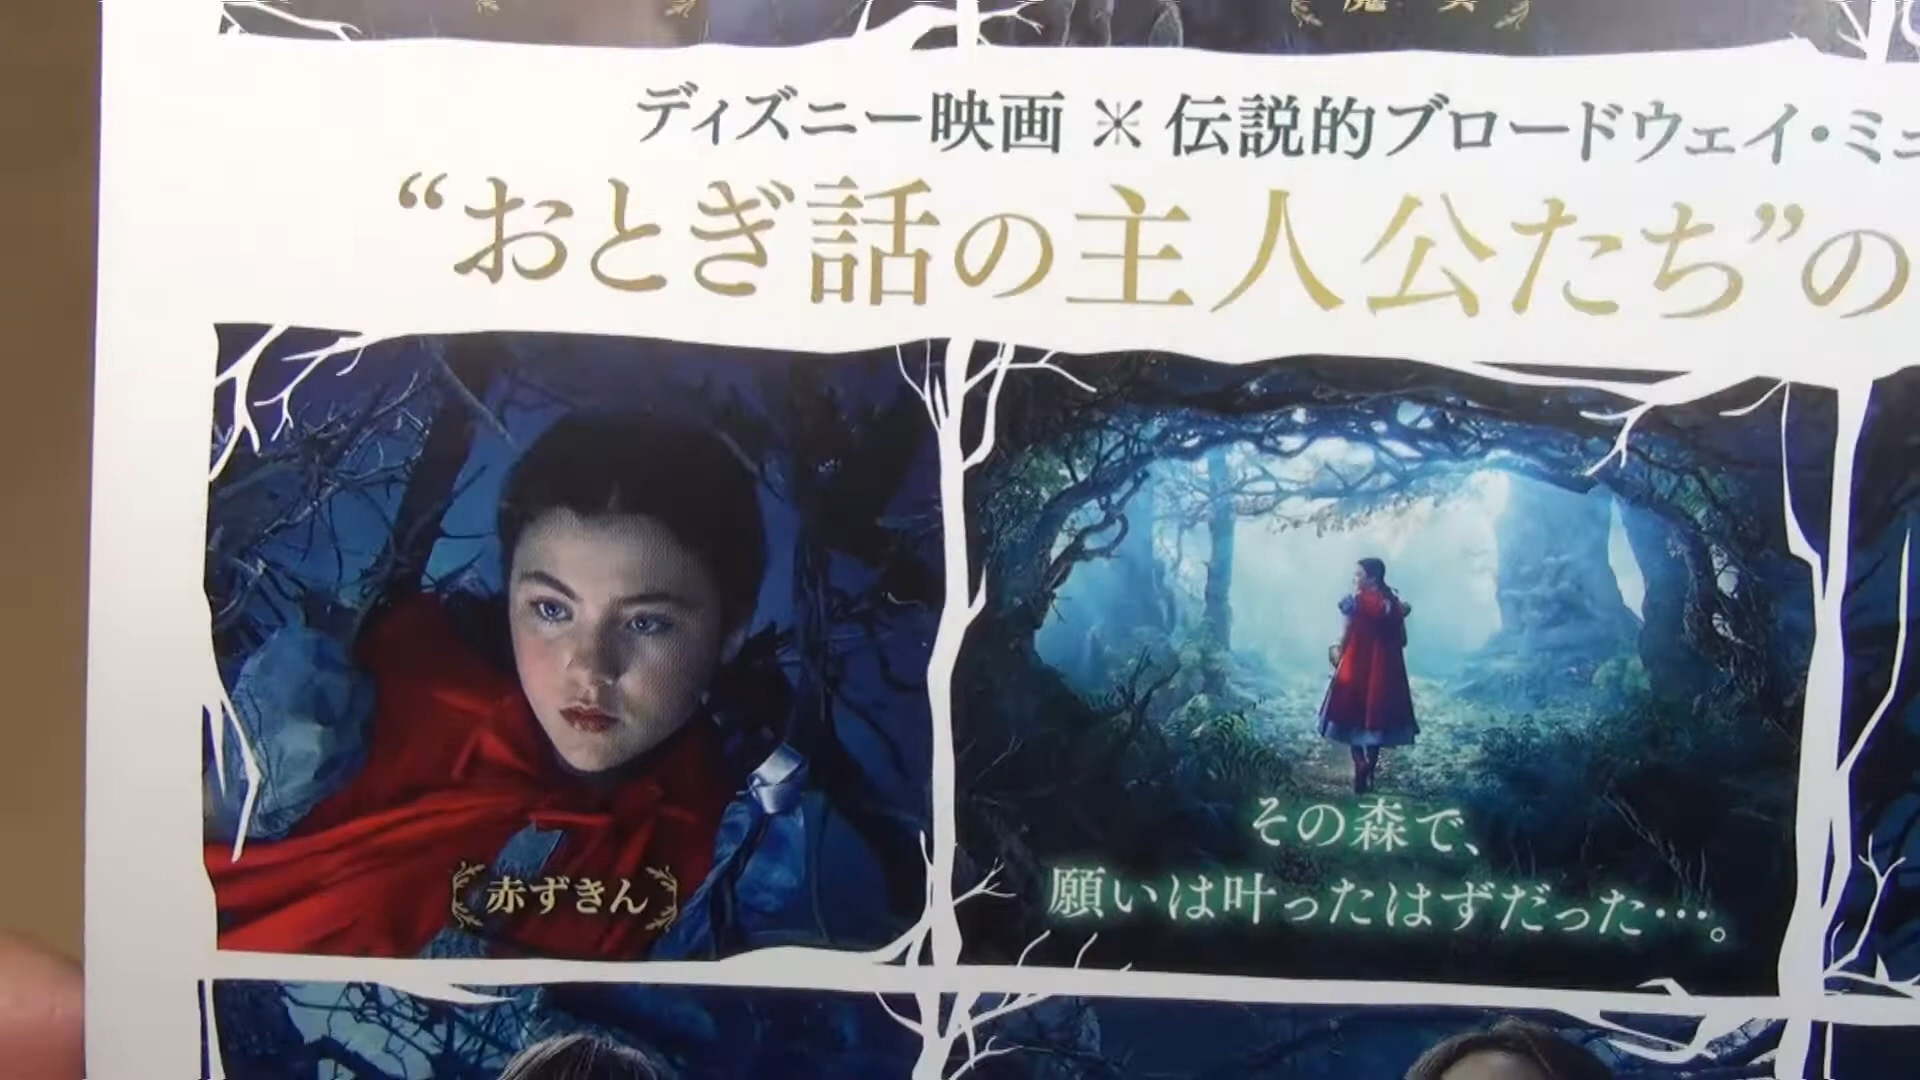 ディズニー映画 × 伝説的ブロードウェイ・ミュ
“おとぎ話の主人公たち”の
赤ずきん
その森で、
願いは叶ったはずだった…。